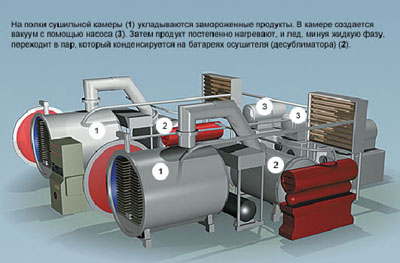 На полки сушильной камеры (1) укладываются замороженные продукты. В камере создается
вакуум с помощью насоса (3). Затем продукт постепенно нагревают, и лед, минуя жидкую фазу,
переходит в пар, который конденсируется на батареях осушителя (десублиматора) (2).
3
1
2
3
1
2